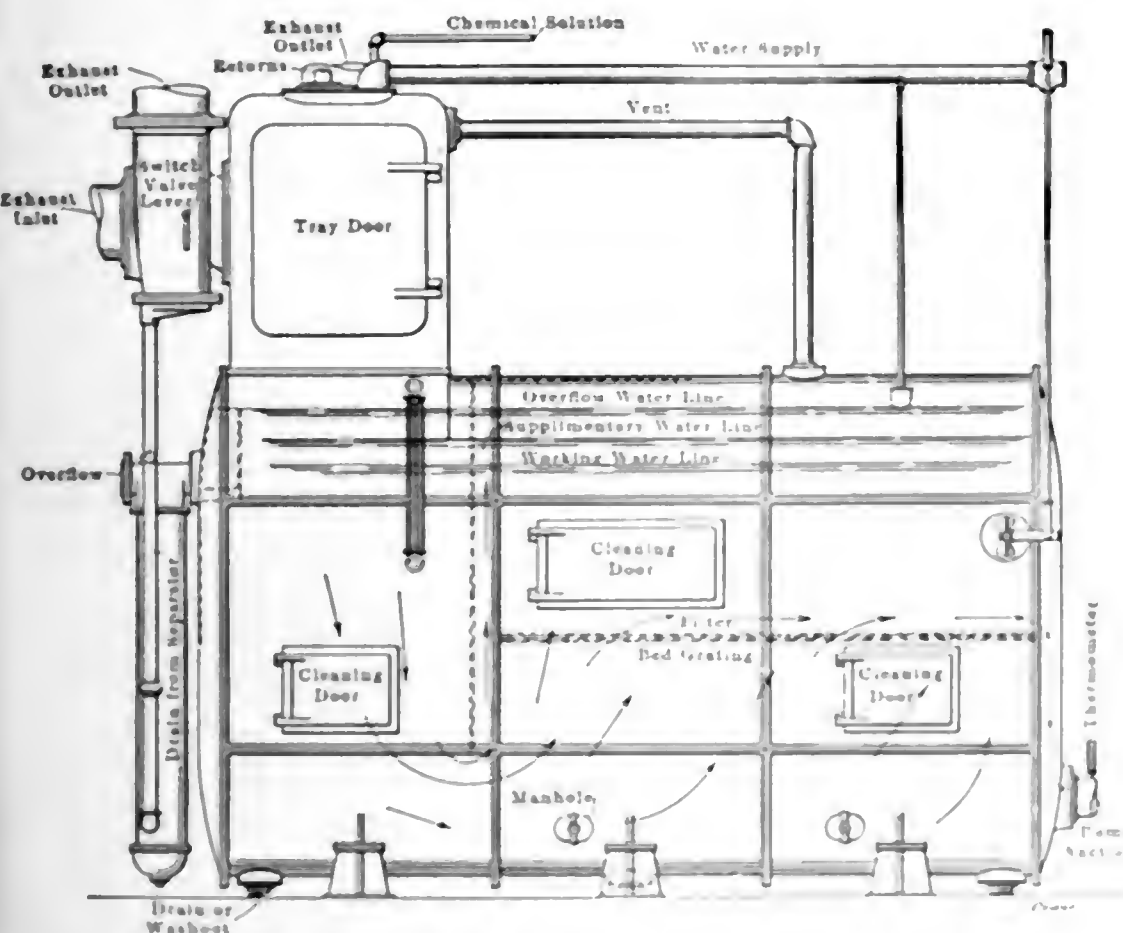 Chemical Solution
Exhaust
Outlet
Returns
Water Supply
Exhaust
Outlet
Vent
Switch
Valve
Lever
Exhaust
Inlet
Tray Door
Overflow Water Line
Supplimentary Water Line
Working Water Line
Overflow
Cleaning
Door
Filter
Bed Grating
Drain from Separator
Cleaning
Door
Cleaning
Door
Thermometer
Manhole
Drain or
Washout